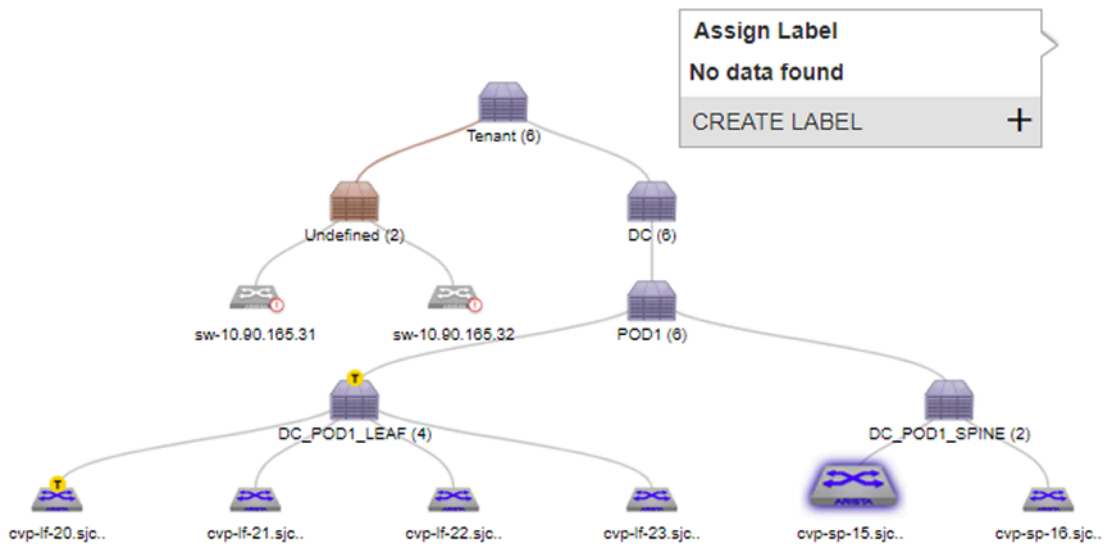 Assign Label
No data found
CREATE LABEL +
Tenant (6)
Undefined (2)
DC (6)
sw-10.90.165.31
sw-10.90.165.32
POD1 (6)
T
DC_POD1_LEAF (4)
DC_POD1_SPINE (2)
T
ARISTA
cvp-lf-20.sjc..
cvp-lf-21.sjc..
cvp-lf-22.sjc..
cvp-lf-23.sjc..
cvp-sp-15.sjc..
cvp-sp-16.sjc..